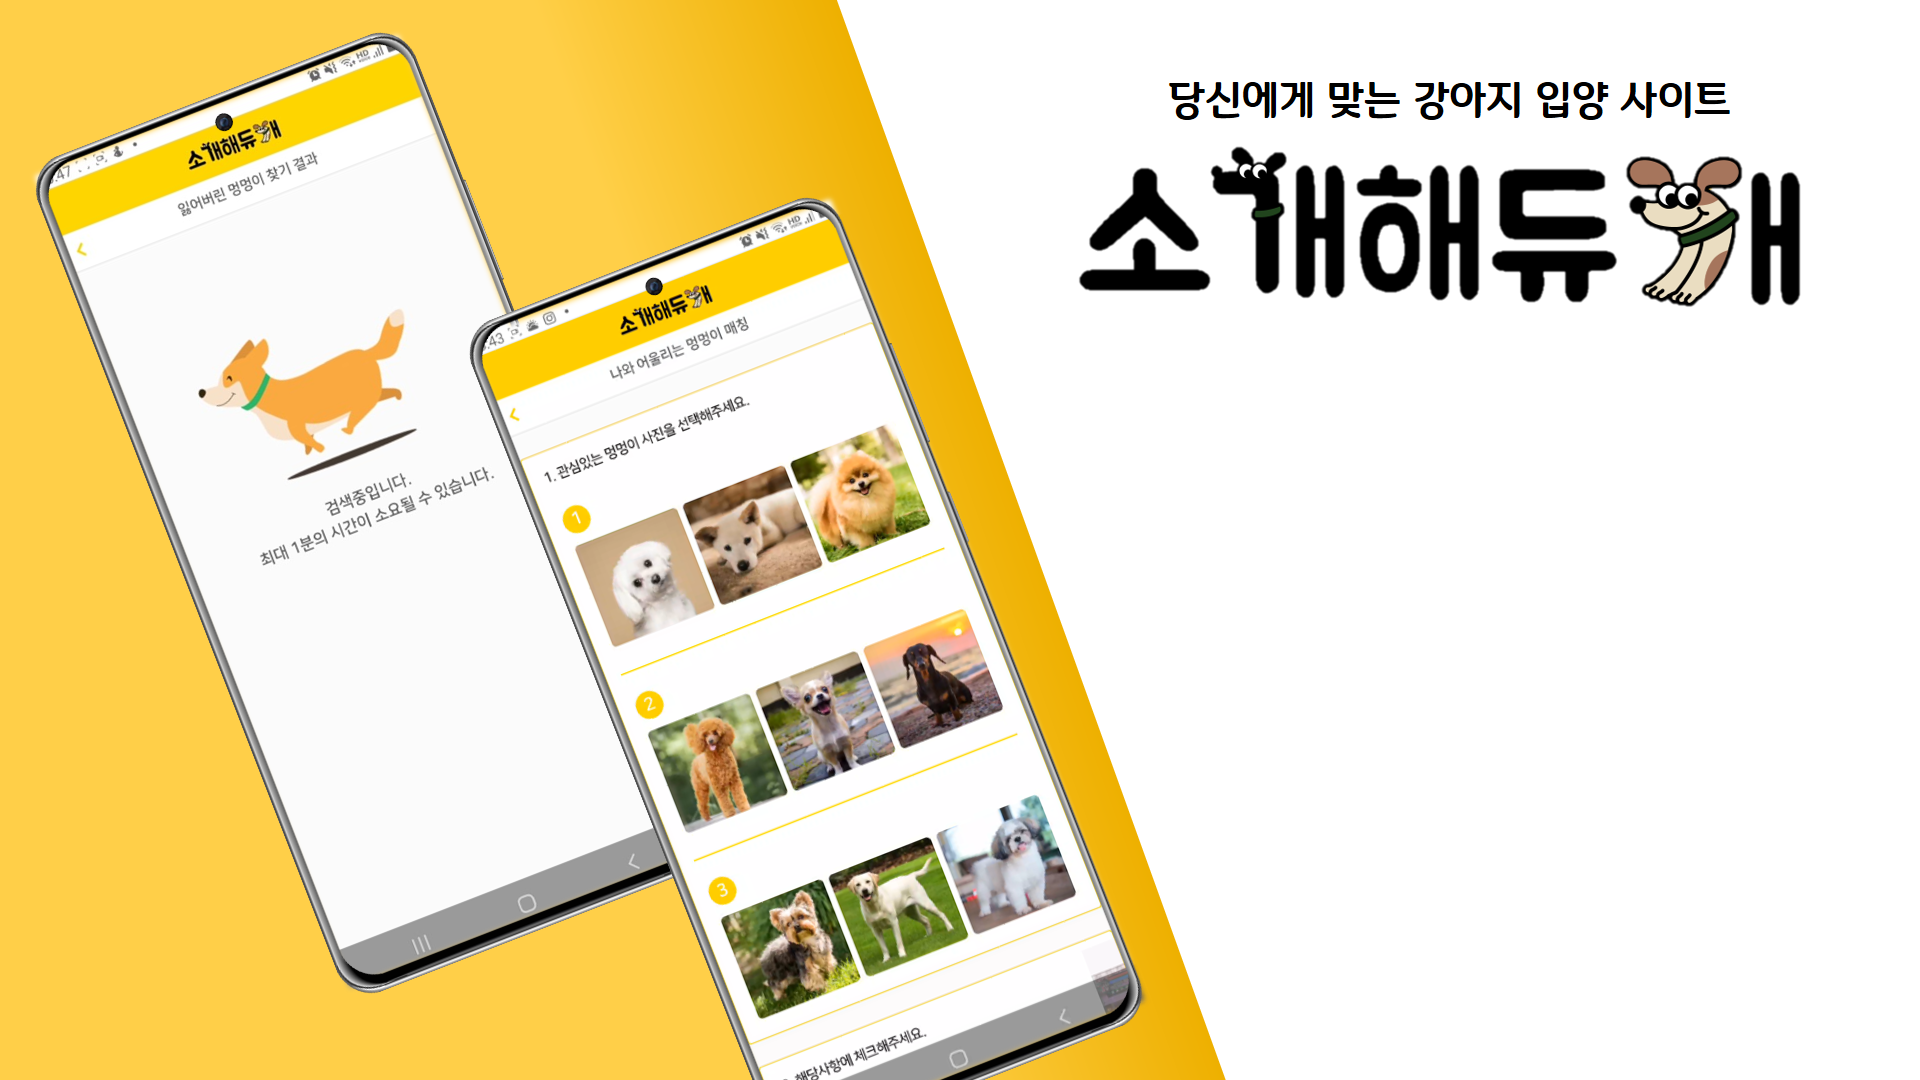 당신에게 맞는 강아지 입양 사이트
소개해듀개
소개해듀개
잃어버린 멍멍이 찾기 결과
검색중입니다.
최대 1분의 시간이 소요될 수 있습니다.
소개해듀개
나와 어울리는 멍멍이 매칭
1. 관심있는 멍멍이 사진을 선택해주세요.
1
2
3
해당사항에 체크해주세요.